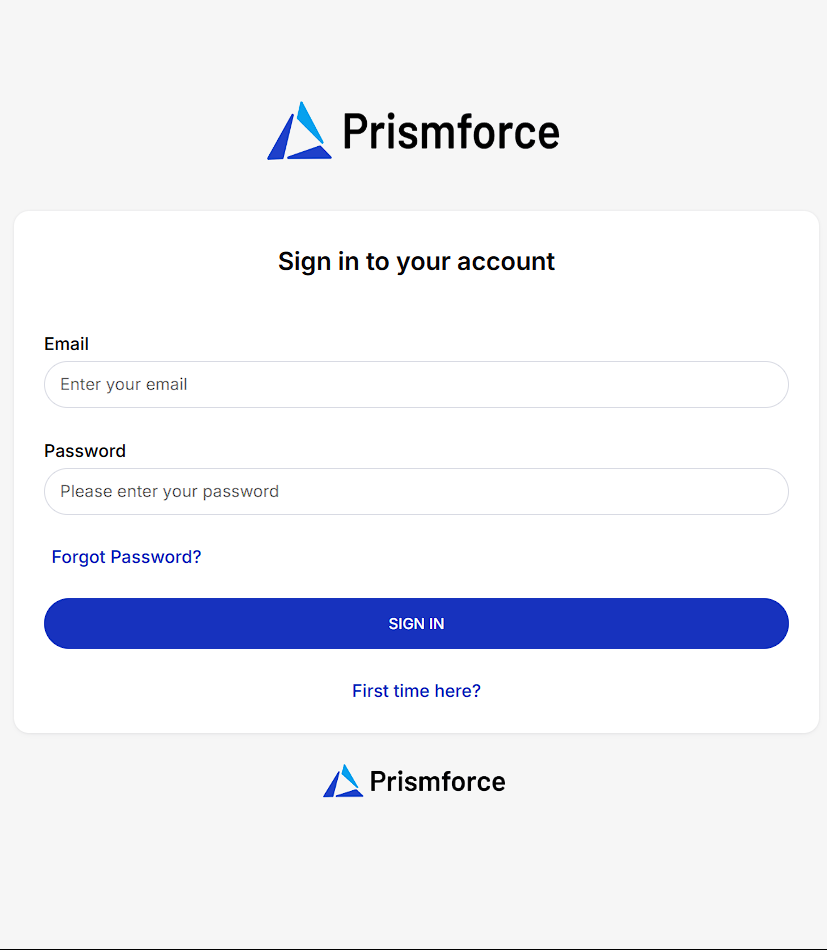 Prismforce
Sign in to your account
Email
Enter your email
Password
Please enter your password
Forgot Password?
SIGN IN
First time here?
Prismforce